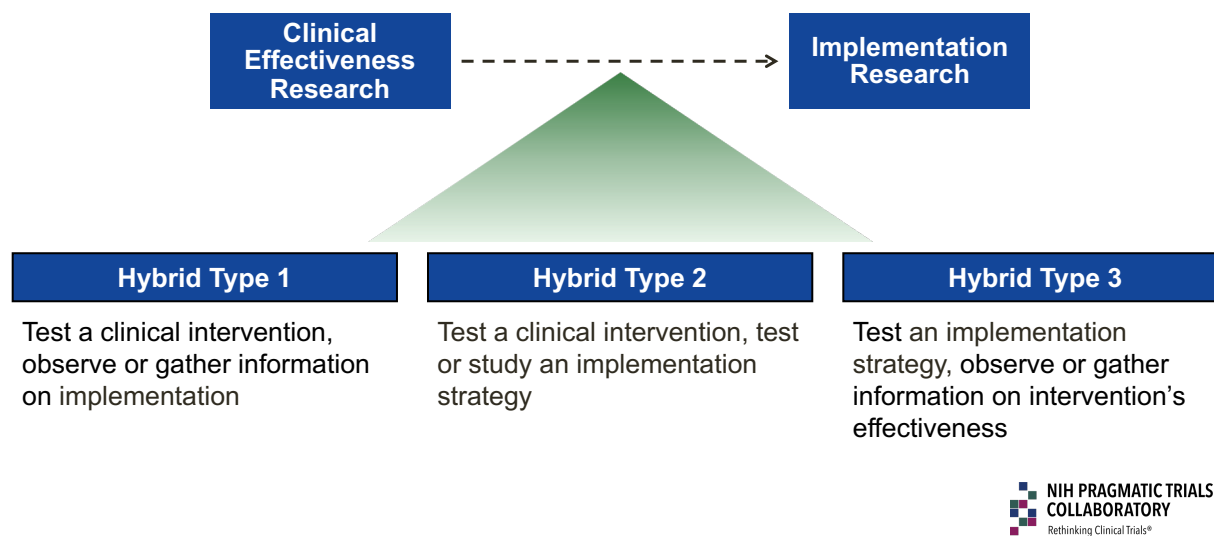 Clinical
Effectiveness
Research
Implementation
Research
Hybrid Type 1
Test a clinical intervention,
observe or gather information
on implementation
Hybrid Type 2
Test a clinical intervention, test
or study an implementation
strategy
Hybrid Type 3
Test an implementation
strategy, observe or gather
information on intervention’s
effectiveness
NIH PRAGMATIC TRIALS
COLLABORATORY
Rethinking Clinical Trials®